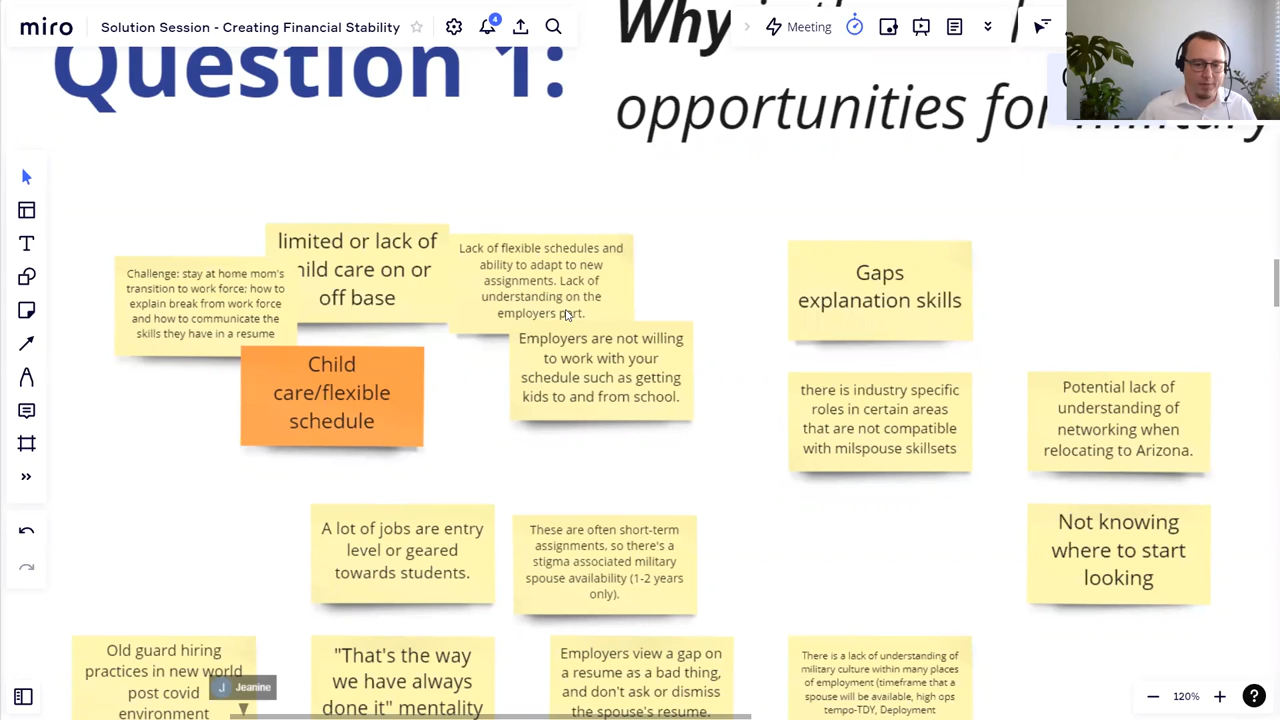 miro
Solution Session - Creating Financial Stability
4
Meeting
Question 1:
Why
opportunities for military
limited or lack of
child care on or
off base
Challenge: stay at home mom's
transition to work force; how to
explain break from work force
and how to communicate the
skills they have in a resume
Lack of flexible schedules and
ability to adapt to new
assignments. Lack of
understanding on the
employers part.
Employers are not willing
to work with your
schedule such as getting
kids to and from school.
Child
care/flexible
schedule
Gaps
explanation skills
there is industry specific
roles in certain areas
that are not compatible
with milspouse skillsets
Potential lack of
understanding of
networking when
relocating to Arizona.
Not knowing
where to start
looking
A lot of jobs are entry
level or geared
towards students.
These are often short-term
assignments, so there's a
stigma associated military
spouse availability (1-2 years
only).
Old guard hiring
practices in new world
post covid
environment
J Jeanine
"That's the way
we have always
done it" mentality
Employers view a gap on
a resume as a bad thing,
and don't ask or dismiss
the spouse's resume.
There is a lack of understanding of
military culture within many places
of employment (timeframe that a
spouse will be available, high ops
tempo-TDY, Deployment
120%